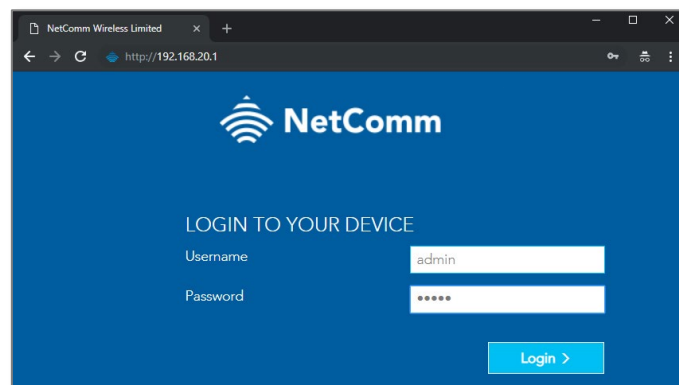 NetComm Wireless Limited
http://192.168.20.1
NetComm
LOGIN TO YOUR DEVICE
Username admin
Password •••••
Login >